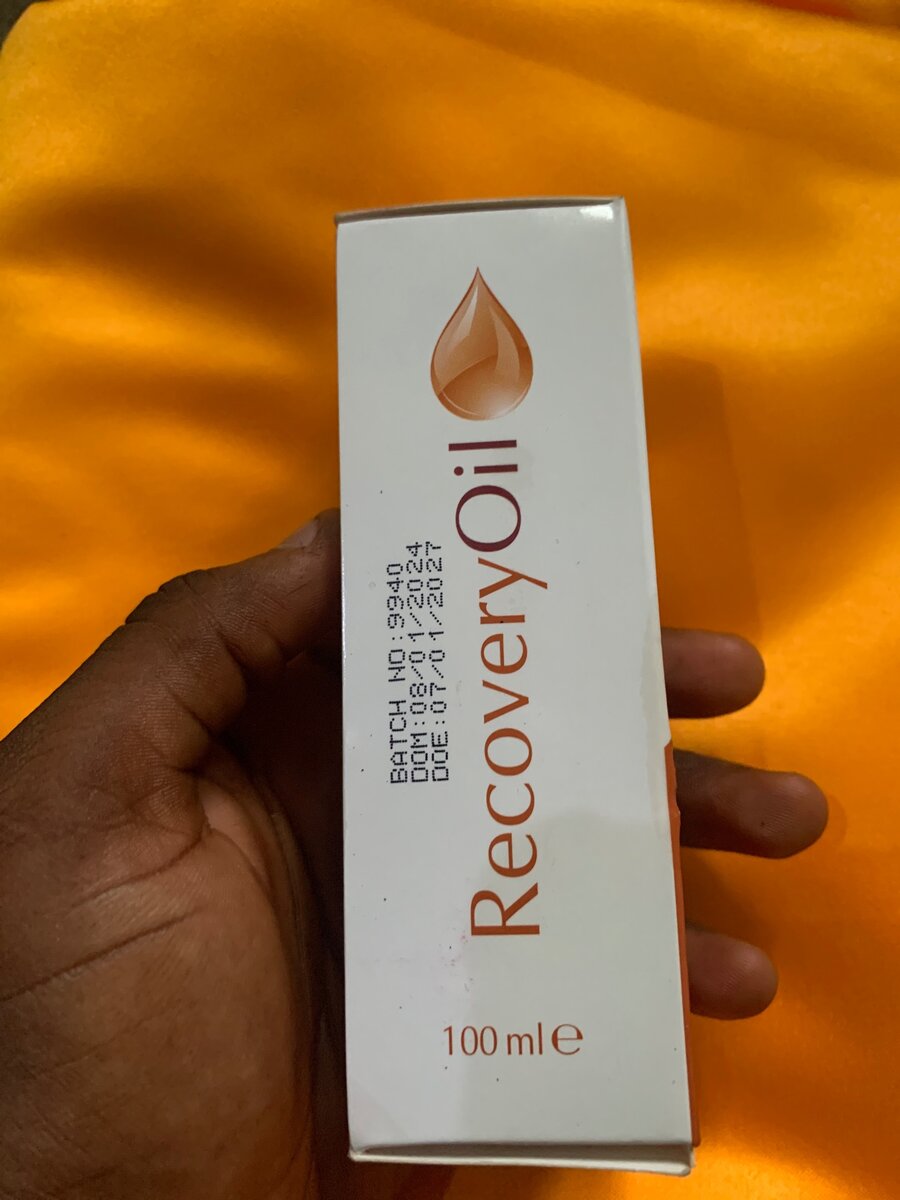 BATCH NO:9940
DOM:08/01/2024
DOE:07/01/2027
RecoveryOil
100 ml e